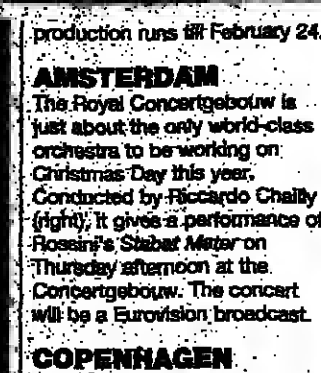 production runs till February 24.
AMSTERDAM
The Royal Concertgebouw is
just about the only world-class
orchestra to be working on
Christmas Day this year.
Conducted by Riccardo Chailly
(right), it gives a performance of
Rossini's Stabat Mater on
Thursday afternoon at the
Concertgebouw. The concert
will be a Eurovision broadcast.
COPENHAGEN